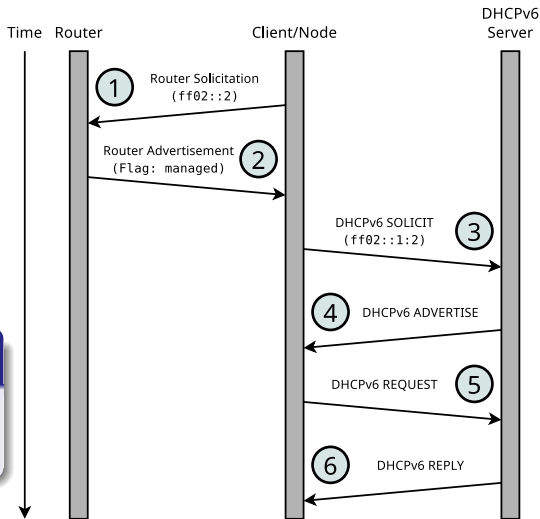 DHCPv6
Time Router Client/Node Server
1
Router Solicitation
(ff02::2)
Router Advertisement
(Flag: managed)
2
DHCPv6 SOLICIT
(ff02::1:2)
3
4
DHCPv6 ADVERTISE
DHCPv6 REQUEST
5
6
DHCPv6 REPLY